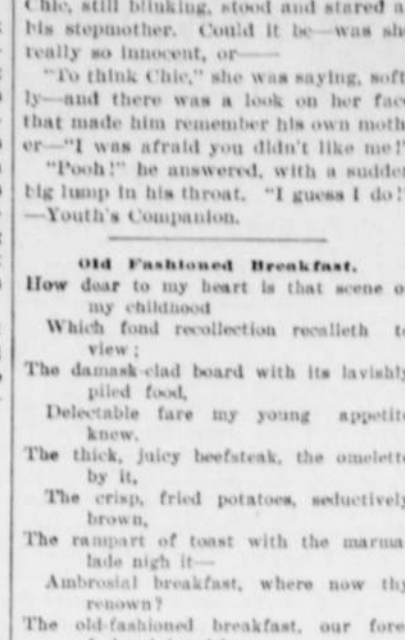 Chic, still blinking, stood and stared a
his stepmother. Could it be—was sh
really so innocent, or——
"To think Chic," she was saying, soft
ly—and there was a look on her fac
that made him remember his own moth
er—"I was afraid you didn't like me!"
"Pooh!" he answered, with a sudden
big lump in his throat. "I guess I do!"
—Youth's Companion.
Old Fashioned Breakfast.
How dear to my heart is that scene o
my childhood
Which fond recollection recalleth t
view;
The damask-clad board with its lavishly
piled food,
Delectable fare my young appetite
knew.
The thick, juicy beefsteak, the omelette
by it,
The crisp, fried potatoes, seductively
brown,
The rampart of toast with the marma
lade nigh it—
Ambrosial breakfast, where now thy
renown?
The old-fashioned breakfast, our fore